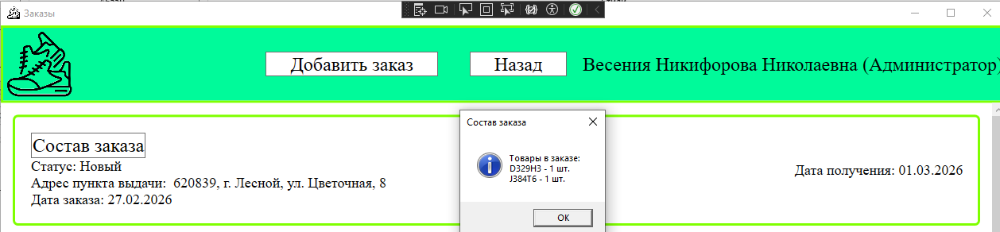 Заказы
Добавить заказ
Назад
Весения Никифорова Николаевна (Администратор)
Состав заказа
Статус: Новый
Адрес пункта выдачи:  620839, г. Лесной, ул. Цветочная, 8
Дата заказа: 27.02.2026
Дата получения: 01.03.2026
Состав заказа
Товары в заказе:
D329H3 - 1 шт.
J384T6 - 1 шт.
OK